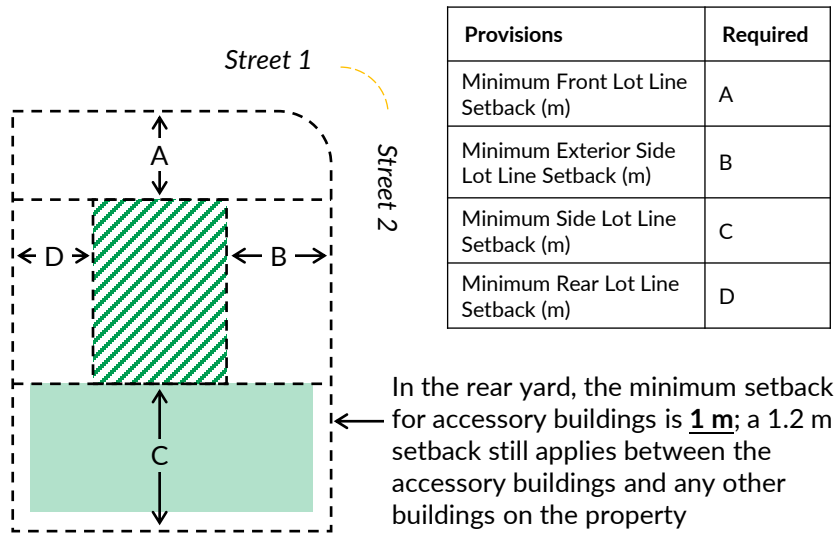 Street 1
Street 2
A
D
B
C
Provisions Required
Minimum Front Lot Line
Setback (m)
A
Minimum Exterior Side
Lot Line Setback (m)
B
Minimum Side Lot Line
Setback (m)
C
Minimum Rear Lot Line
Setback (m)
D
In the rear yard, the minimum setback
for accessory buildings is 1 m; a 1.2 m
setback still applies between the
accessory buildings and any other
buildings on the property